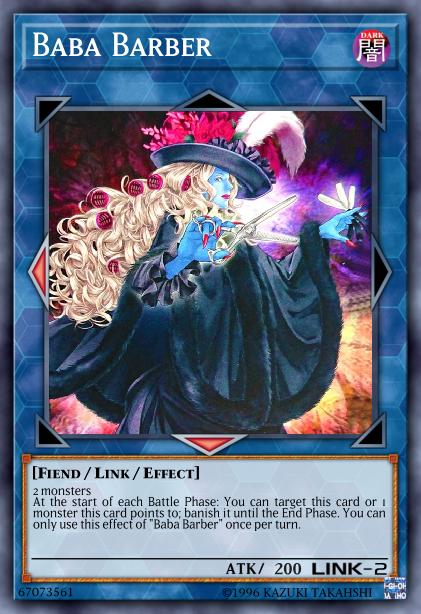 BABA BARBER
DARK
闇
[FIEND / LINK / EFFECT]
2 monsters
At the start of each Battle Phase: You can target this card or 1
monster this card points to; banish it until the End Phase. You can
only use this effect of "Baba Barber" once per turn.
ATK/ 200 LINK-2
67073561
©1996 KAZUKI TAKAHSHI